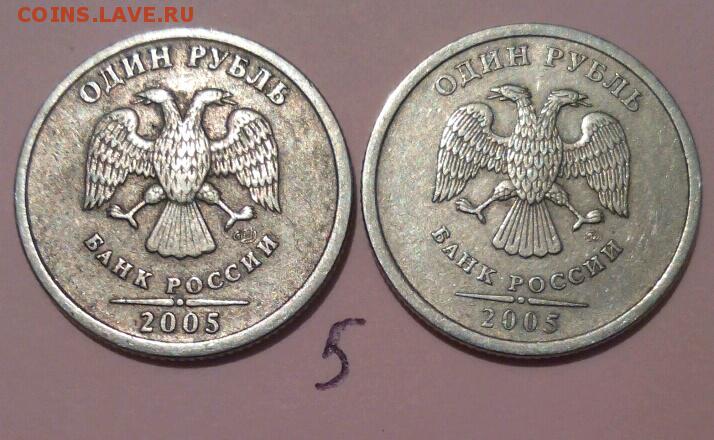 COINS.LAVE.RU
ОДИН РУБЛЬ
БАНК РОССИИ
2005
ОДИН РУБЛЬ
БАНК РОССИИ
2005
5